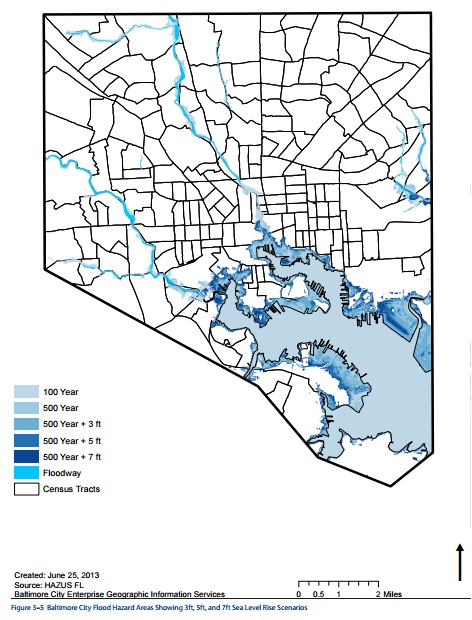 100 Year
500 Year
500 Year + 3 ft
500 Year + 5 ft
500 Year + 7 ft
Floodway
Census Tracts
Created: June 25, 2013
Source: HAZUS FL
Baltimore City Enterprise Geographic Information Services
0 0.5 1 2 Miles
Figure 3-5 Baltimore City Flood Hazard Areas Showing 3ft, 5ft, and 7ft Sea Level Rise Scenarios